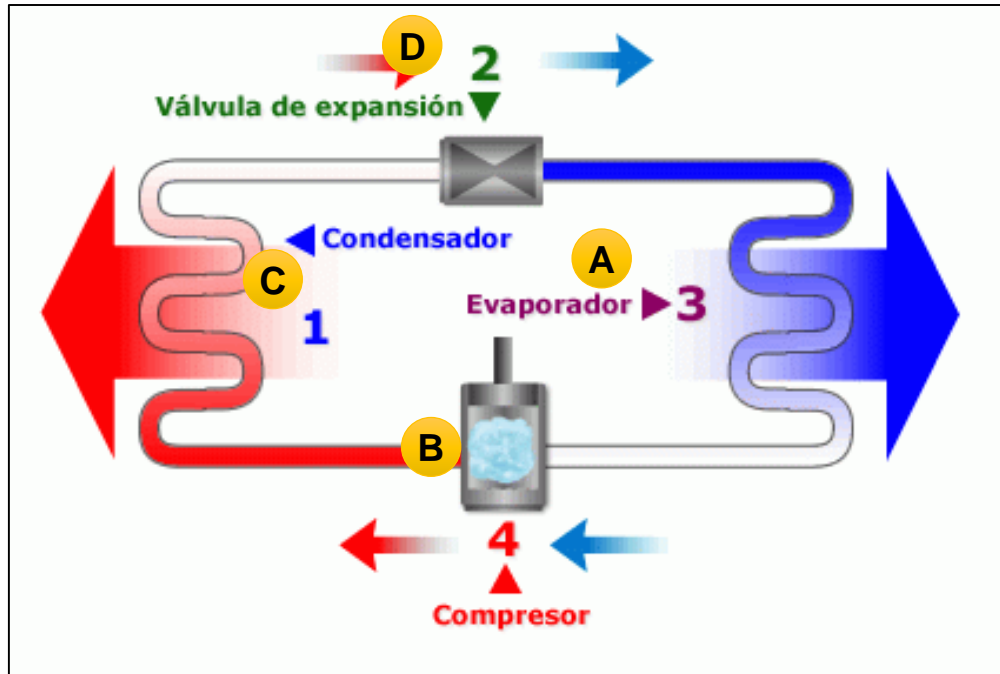 D
2
Válvula de expansión
Condensador
A
C
Evaporador
3
1
B
4
Compresor